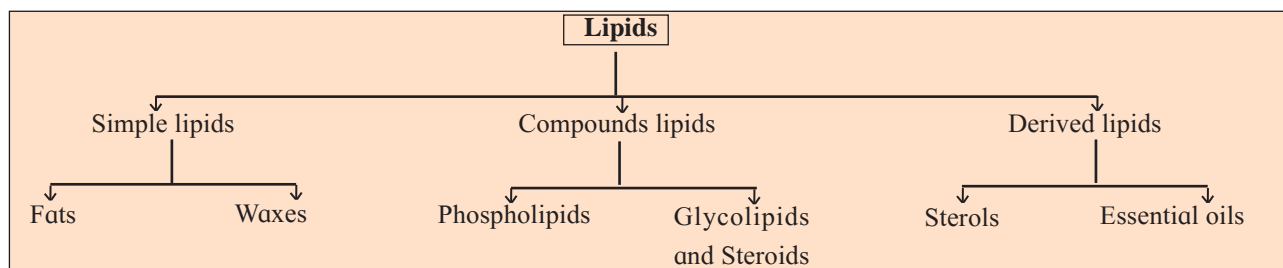 Lipids
Simple lipids
Compounds lipids
Derived lipids
Fats
Waxes
Phospholipids
Glycolipids
and Steroids
Sterols
Essential oils